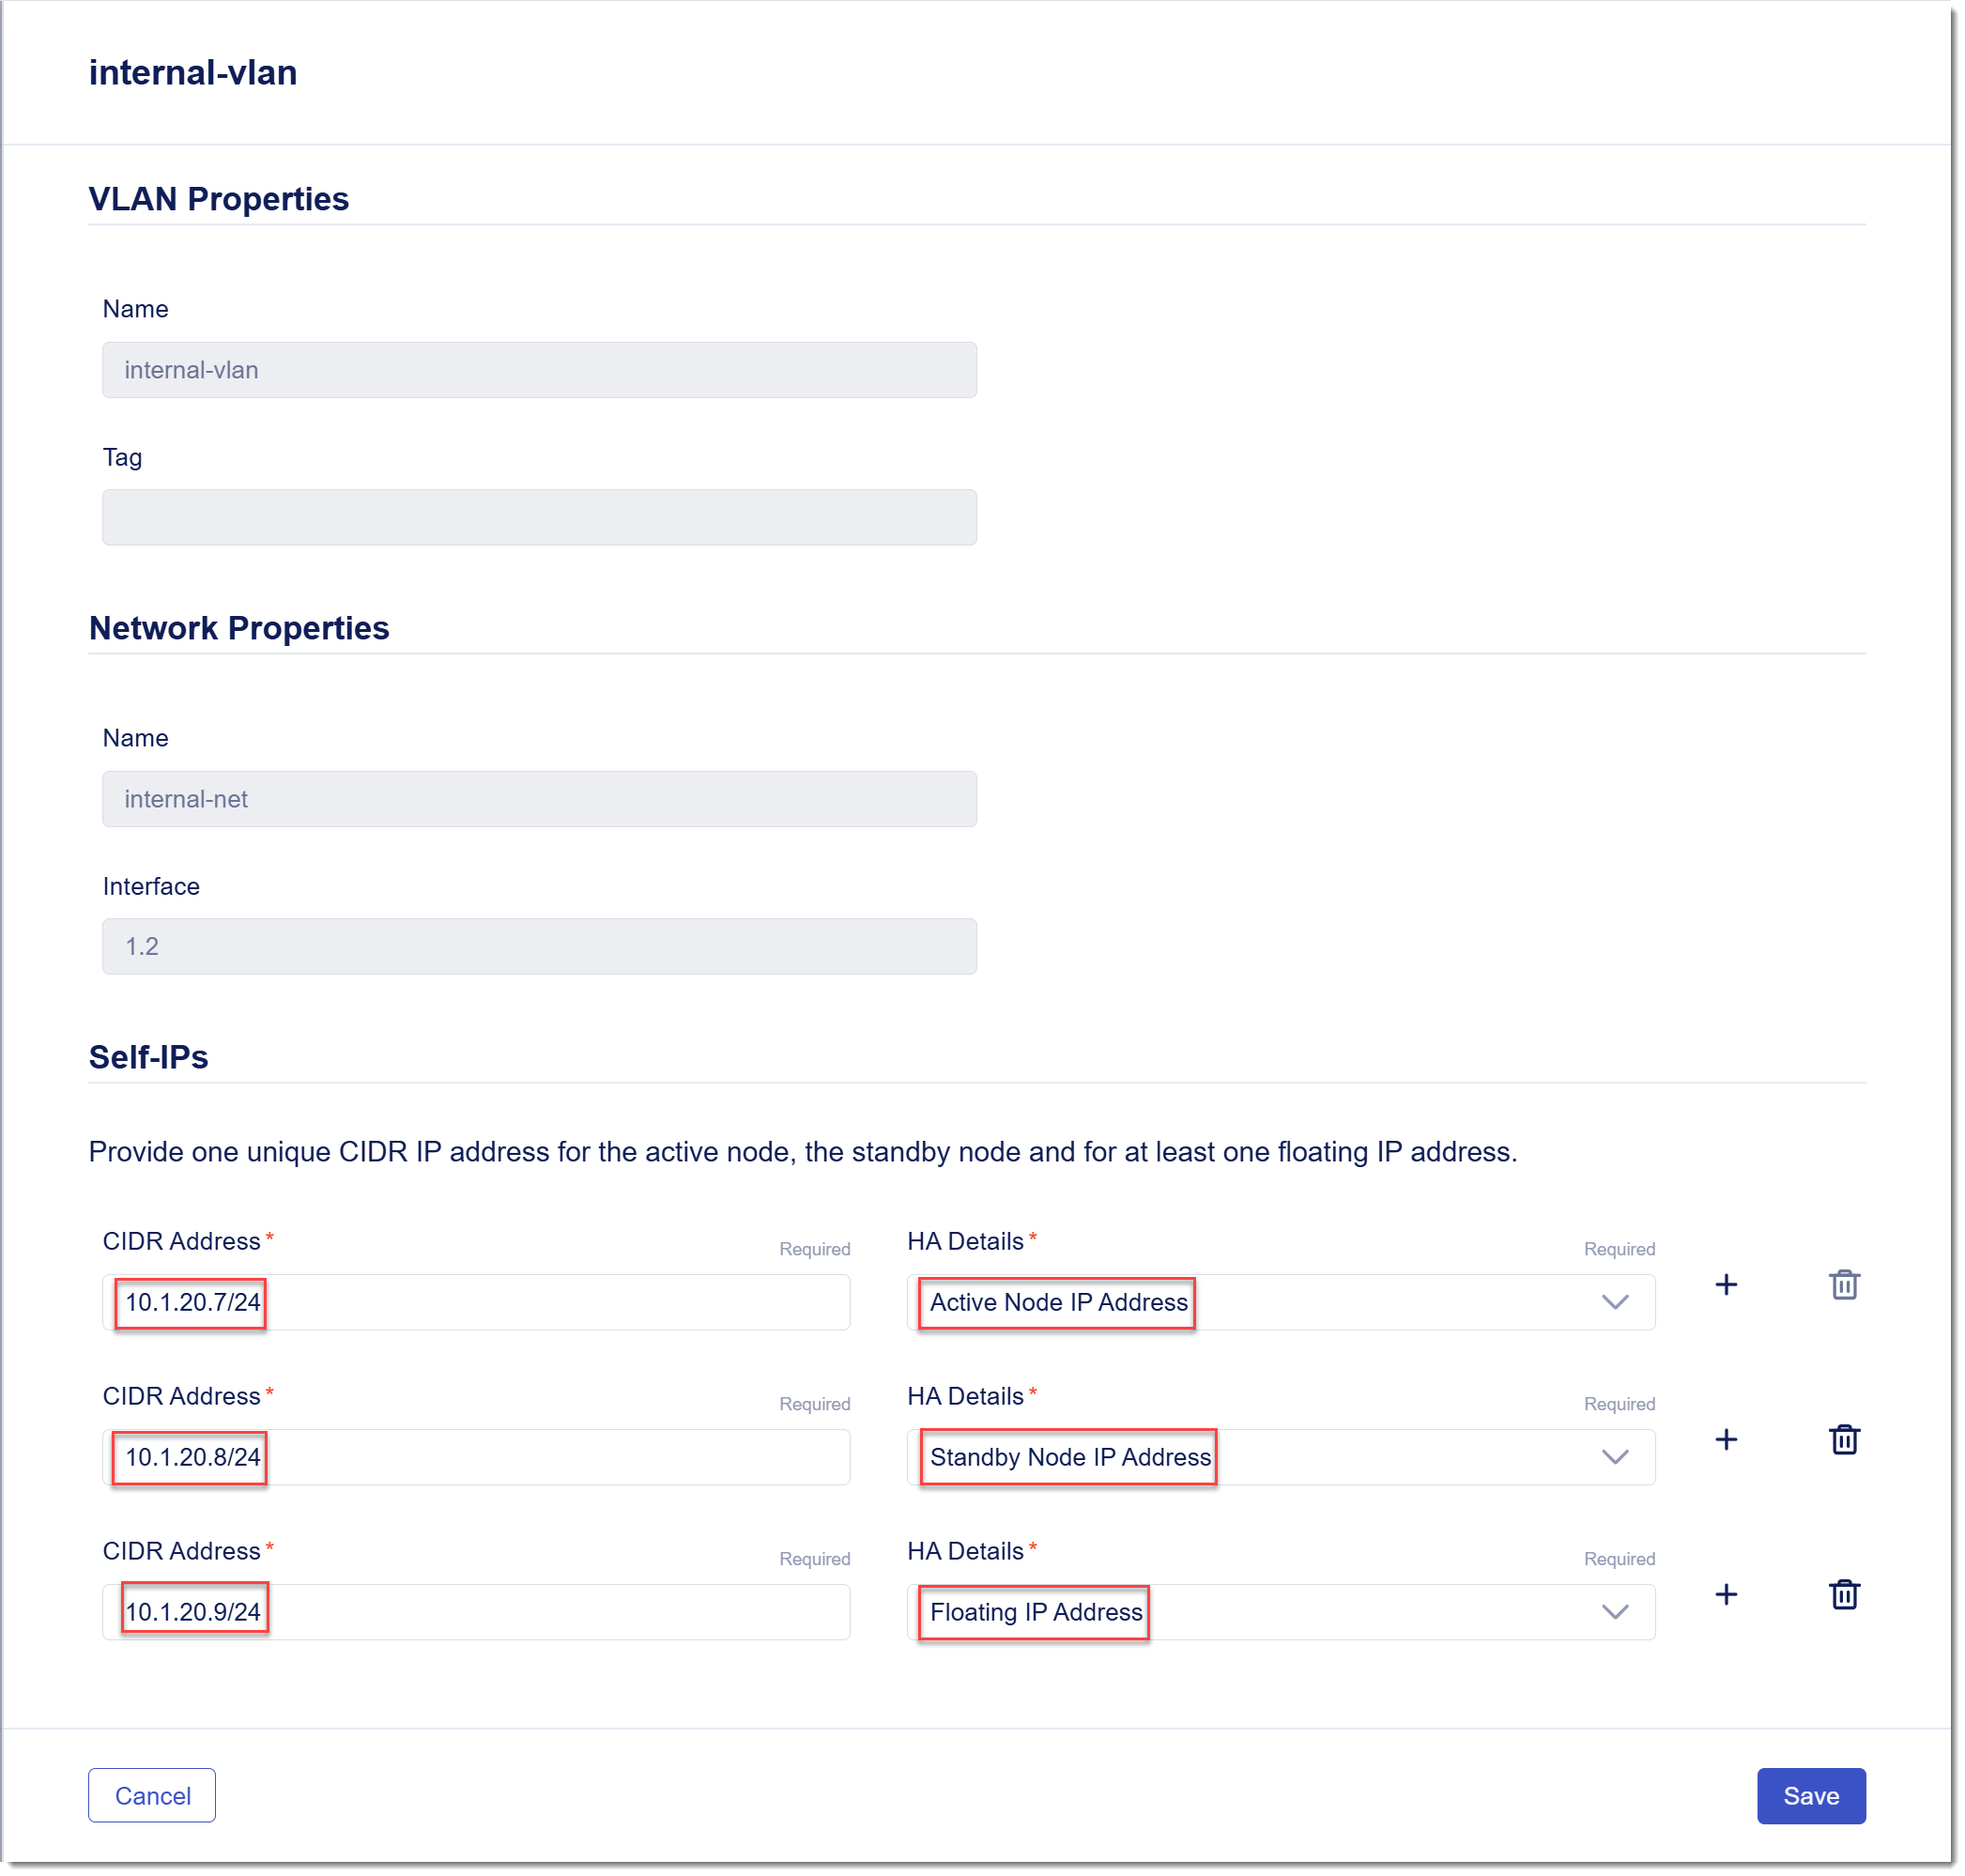 internal-vlan
VLAN Properties
Name
internal-vlan
Tag
Network Properties
Name
internal-net
Interface
1.2
Self-IPs
Provide one unique CIDR IP address for the active node, the standby node and for at least one floating IP address.
CIDR Address * Required HA Details * Required
10.1.20.7/24 Active Node IP Address
CIDR Address * Required HA Details * Required
10.1.20.8/24 Standby Node IP Address
CIDR Address * Required HA Details * Required
10.1.20.9/24 Floating IP Address
Cancel Save